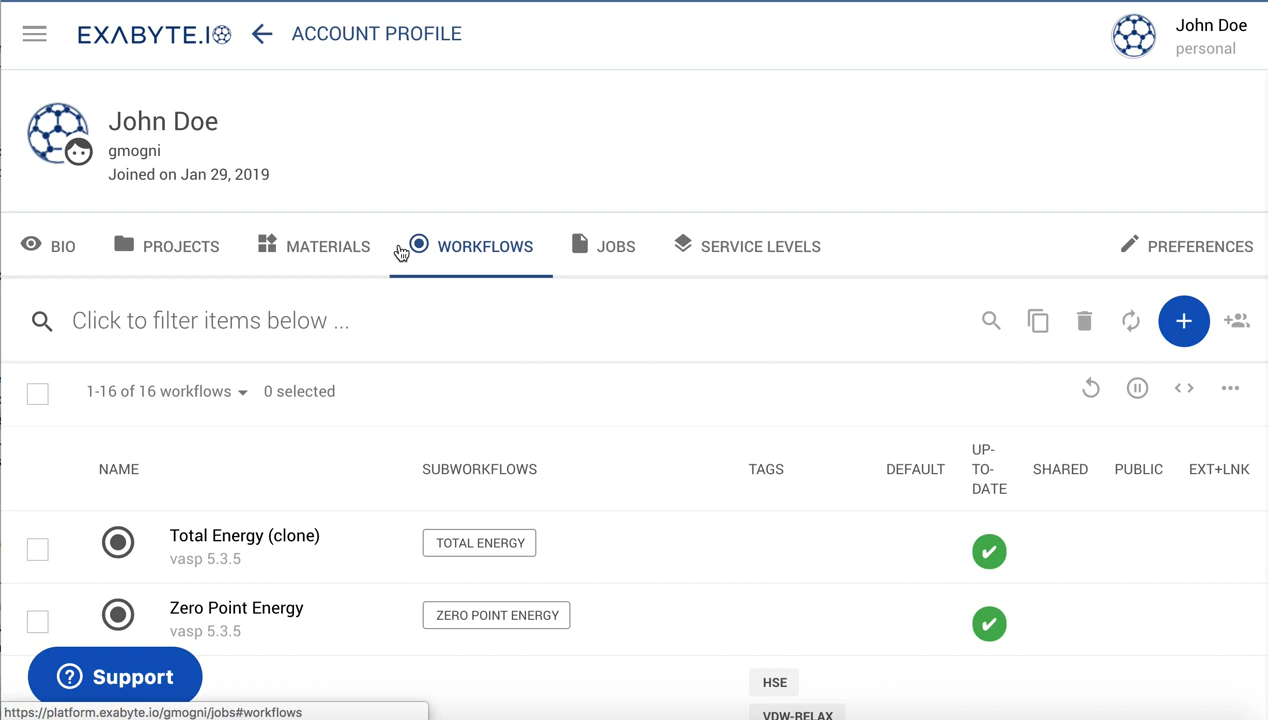 EXABYTE.IO
ACCOUNT PROFILE
John Doe
personal
John Doe
gmogni
Joined on Jan 29, 2019
BIO
PROJECTS
MATERIALS
WORKFLOWS
JOBS
SERVICE LEVELS
PREFERENCES
Click to filter items below ...
1-16 of 16 workflows
0 selected
NAME
SUBWORKFLOWS
TAGS
DEFAULT
UP-
TO-
DATE
SHARED
PUBLIC
EXT+LNK
Total Energy (clone)
vasp 5.3.5
TOTAL ENERGY
Zero Point Energy
vasp 5.3.5
ZERO POINT ENERGY
Support
HSE
VDW-RELAX
https://platform.exabyte.io/gmogni/jobs#workflows